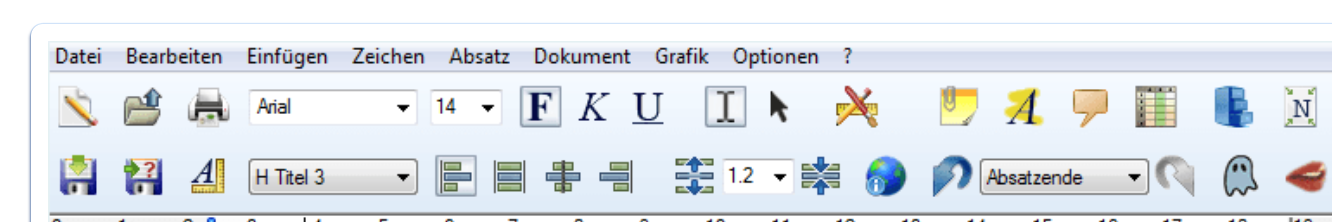 Datei Bearbeiten Einfügen Zeichen Absatz Dokument Grafik Optionen ?
Arial 14 F K U A N
A H Titel 3 1.2 Absatzende